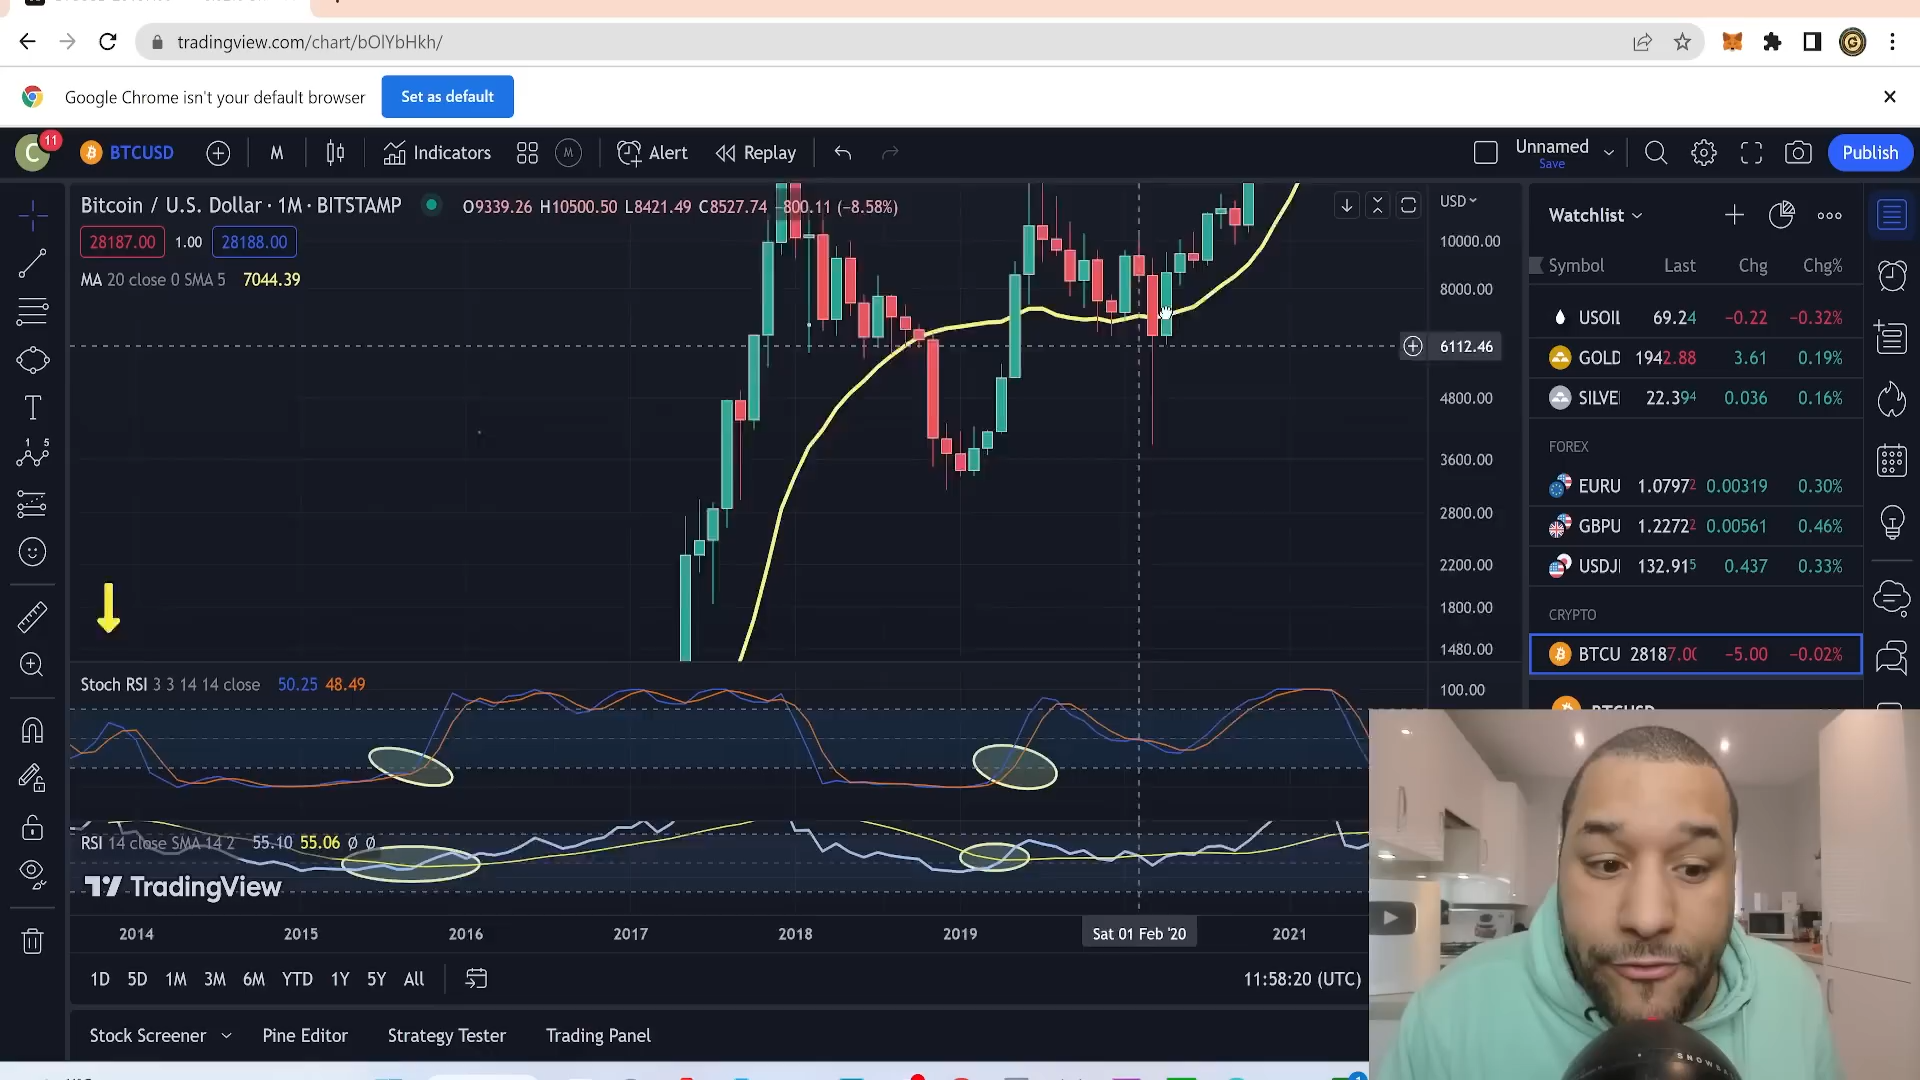 tradingview.com/chart/bOlYbHkh/
G
Google Chrome isn't your default browser
Set as default
C
11
BTCUSD
M
Indicators
M
Alert
Replay
Unnamed
Save
Publish
Bitcoin / U.S. Dollar · 1M · BITSTAMP
O9339.26 H10500.50 L8421.49 C8527.74 −800.11 (−8.58%)
28187.00 1.00 28188.00
MA 20 close 0 SMA 5 7044.39
USD
10000.00
8000.00
6112.46
4800.00
3600.00
2800.00
2200.00
1800.00
1480.00
T
1 5
Stoch RSI 3 3 14 14 close 50.25 48.49
100.00
RSI 14 close SMA 14 2 55.10 55.06 Ø Ø
TradingView
2014 2015 2016 2017 2018 2019 Sat 01 Feb '20 2021
1D 5D 1M 3M 6M YTD 1Y 5Y All
11:58:20 (UTC)
Stock Screener Pine Editor Strategy Tester Trading Panel
Watchlist
Symbol Last Chg Chg%
USOIL 69.24 −0.22 −0.32%
GOLD 1942.88 3.61 0.19%
SILVE 22.394 0.036 0.16%
FOREX
EURU 1.07972 0.00319 0.30%
GBPU 1.22722 0.00561 0.46%
USDJ 132.915 0.437 0.33%
CRYPTO
BTCU 28187.00 −5.00 −0.02%
BTCUSD
SNOW